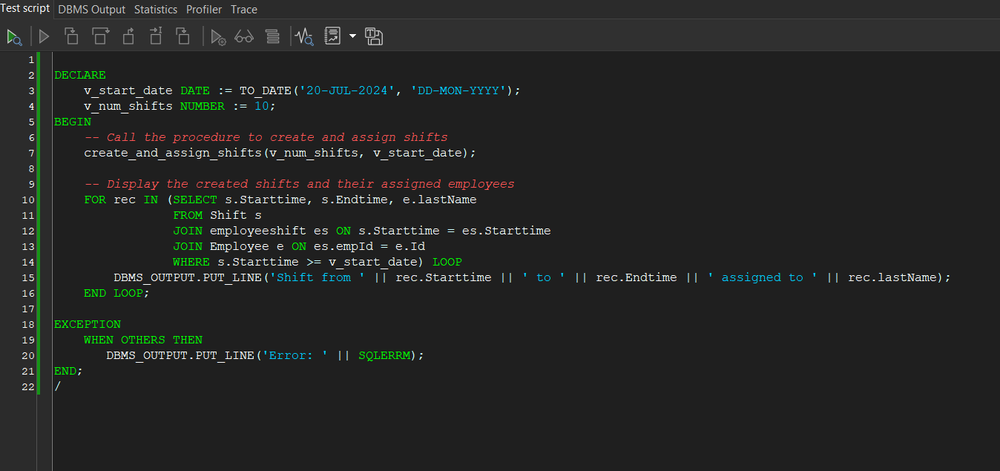 Test script DBMS Output Statistics Profiler Trace
1
2 DECLARE
3     v_start_date DATE := TO_DATE('20-JUL-2024', 'DD-MON-YYYY');
4     v_num_shifts NUMBER := 10;
5 BEGIN
6     -- Call the procedure to create and assign shifts
7     create_and_assign_shifts(v_num_shifts, v_start_date);
8
9     -- Display the created shifts and their assigned employees
10     FOR rec IN (SELECT s.Starttime, s.Endtime, e.lastName
11                 FROM Shift s
12                 JOIN employeeshift es ON s.Starttime = es.Starttime
13                 JOIN Employee e ON es.empId = e.Id
14                 WHERE s.Starttime >= v_start_date) LOOP
15         DBMS_OUTPUT.PUT_LINE('Shift from ' || rec.Starttime || ' to ' || rec.Endtime || ' assigned to ' || rec.lastName);
16     END LOOP;
17
18 EXCEPTION
19     WHEN OTHERS THEN
20        DBMS_OUTPUT.PUT_LINE('Error: ' || SQLERRM);
21 END;
22 /